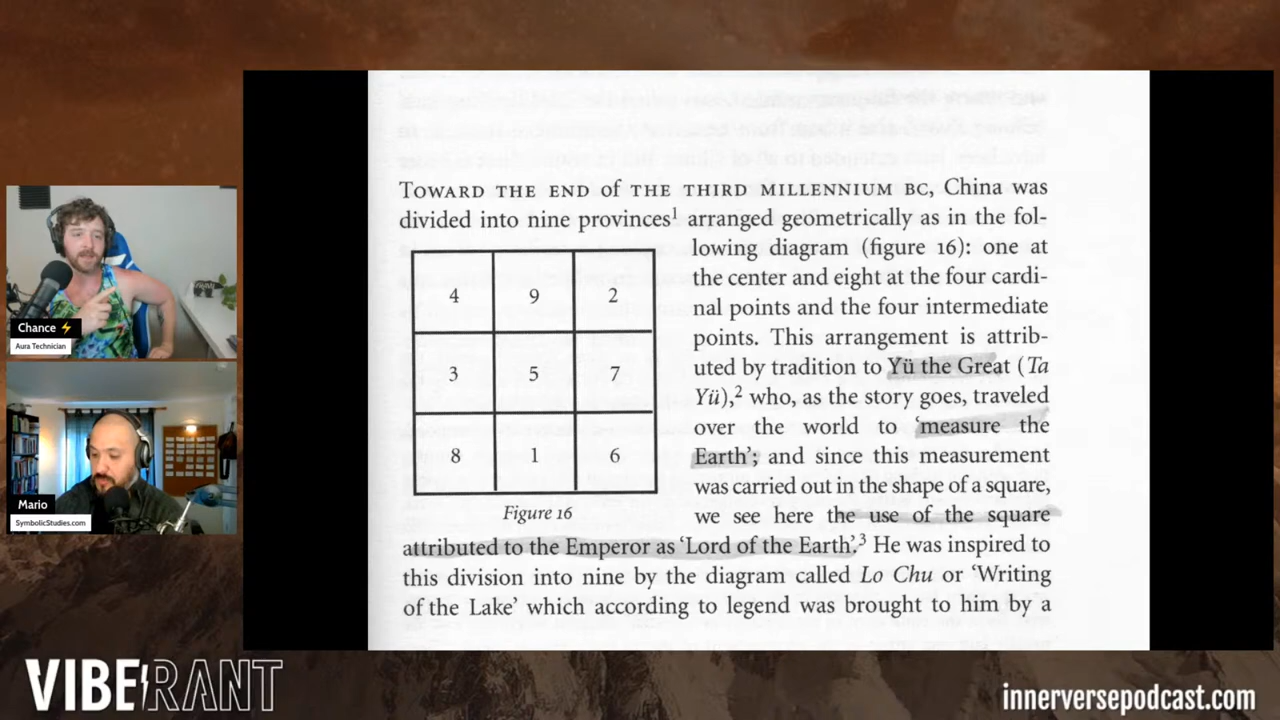 TOWARD THE END of THE THIRD MILLENNIUM BC, China was
divided into nine provinces¹ arranged geometrically as in the fol-
lowing diagram (figure 16): one at
the center and eight at the four cardi-
nal points and the four intermediate
points. This arrangement is attrib-
uted by tradition to Yü the Great (Ta
Yü),² who, as the story goes, traveled
over the world to 'measure the
Earth'; and since this measurement
was carried out in the shape of a square,
we see here the use of the square
attributed to the Emperor as 'Lord of the Earth'.³ He was inspired to
this division into nine by the diagram called Lo Chu or 'Writing
of the Lake' which according to legend was brought to him by a
4 9 2
3 5 7
8 1 6
Figure 16
Chance
Aura Technician
Mario
SymbolicStudies.com
VIBERANT
innerversepodcast.com